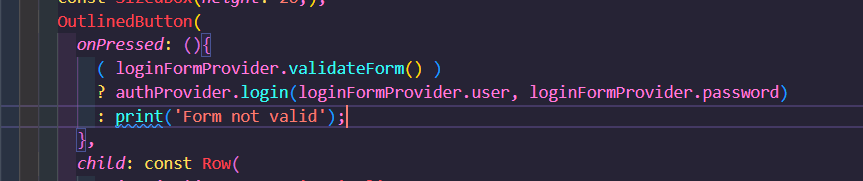 const SizedBox(height: 20,),
OutlinedButton(
onPressed: (){
( loginFormProvider.validateForm() )
? authProvider.login(loginFormProvider.user, loginFormProvider.password)
: print('Form not valid');
},
child: const Row(